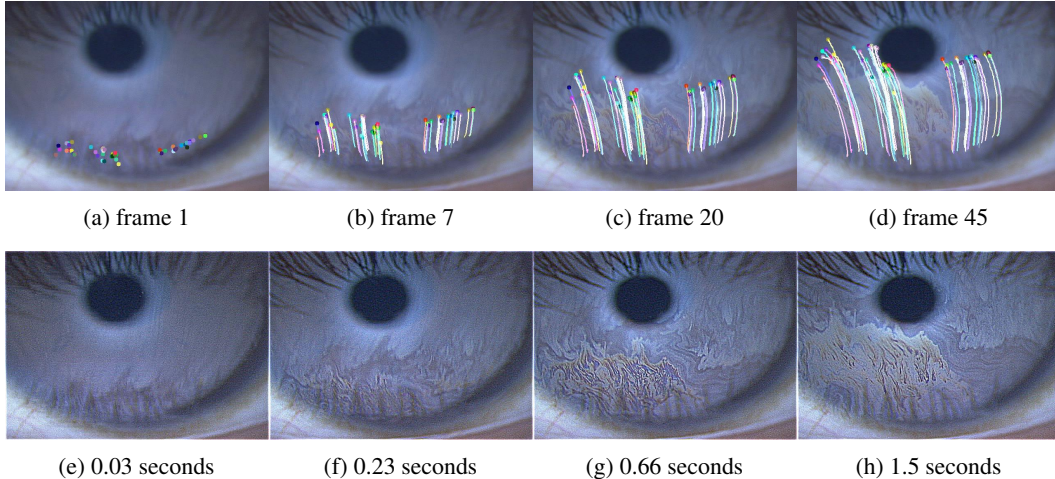 (a) frame 1
(b) frame 7
(c) frame 20
(d) frame 45
(e) 0.03 seconds
(f) 0.23 seconds
(g) 0.66 seconds
(h) 1.5 seconds